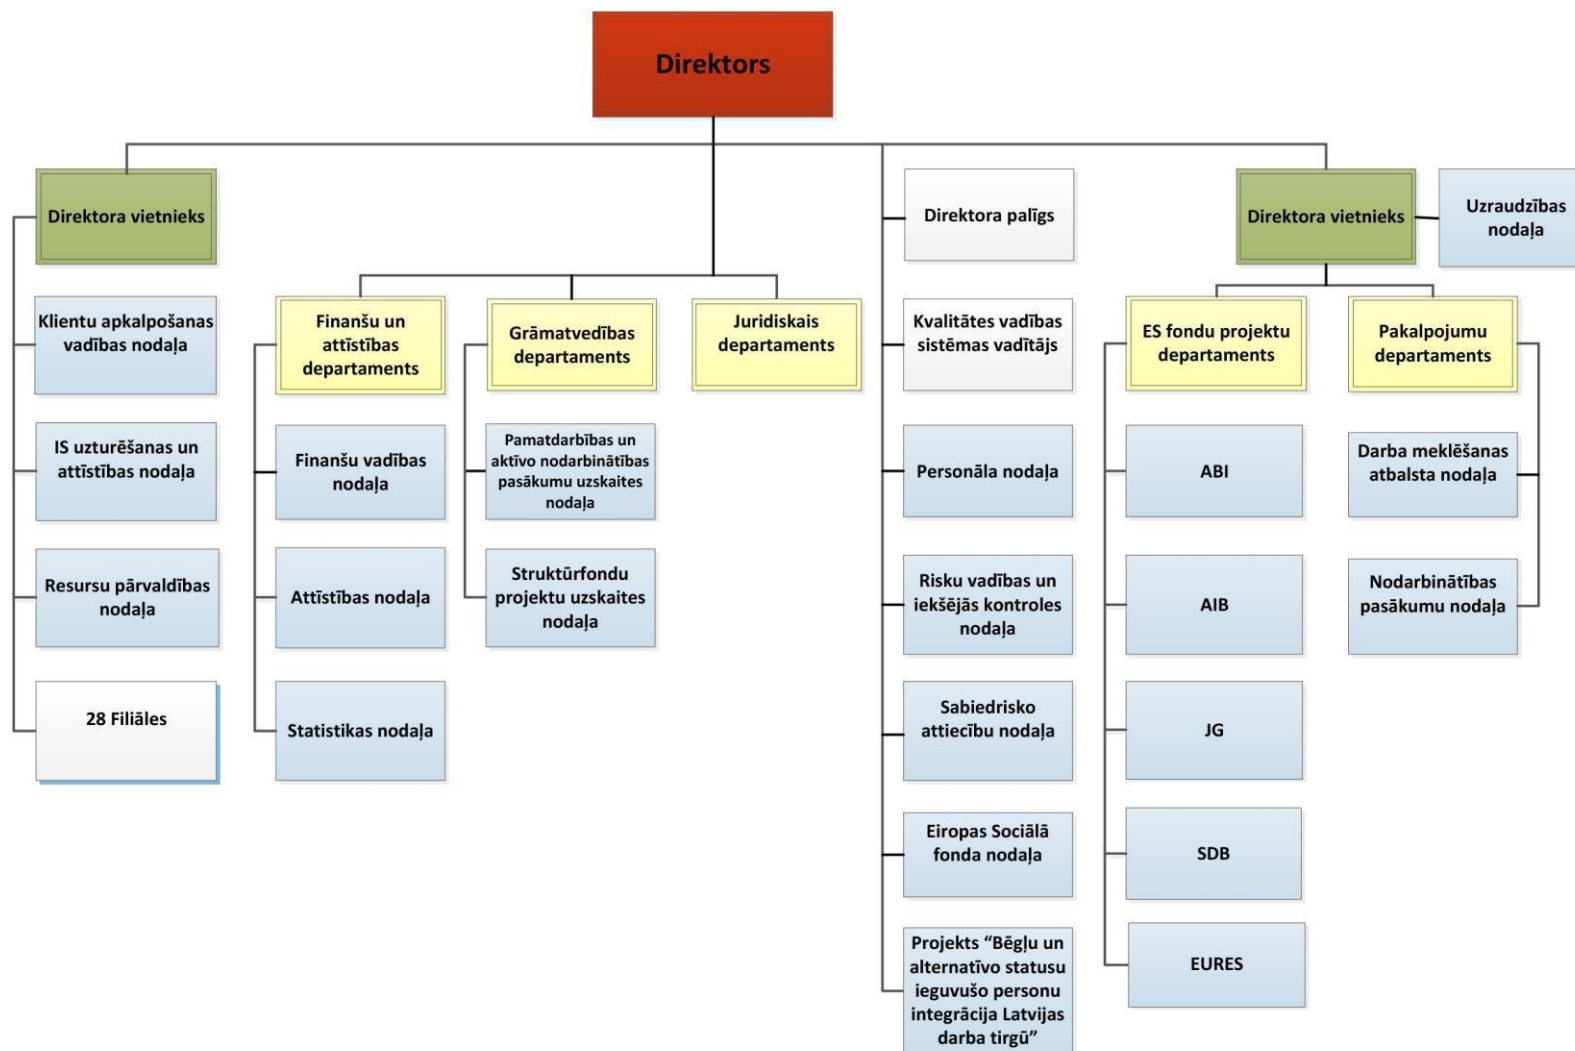 Direktors
Direktora vietnieks
Klientu apkalpošanas
vadības nodaļa
IS uzturēšanas un
attīstības nodaļa
Resursu pārvaldības
nodaļa
28 Filiāles
Finanšu un
attīstības
departaments
Finanšu vadības
nodaļa
Attīstības nodaļa
Statistikas nodaļa
Grāmatvedības
departaments
Pamatdarbības un
aktīvo nodarbinātības
pasākumu uzskaites
nodaļa
Struktūrfondu
projektu uzskaites
nodaļa
Juridiskais
departaments
Direktora palīgs
Kvalitātes vadības
sistēmas vadītājs
Personāla nodaļa
Risku vadības un
iekšējās kontroles
nodaļa
Sabiedrisko
attiecību nodaļa
Eiropas Sociālā
fonda nodaļa
Projekts “Bēgļu un
alternatīvo statusu
ieguvušo personu
integrācija Latvijas
darba tirgū”
Direktora vietnieks
Uzraudzības
nodaļa
ES fondu projektu
departaments
ABI
AIB
JG
SDB
EURES
Pakalpojumu
departaments
Darba meklēšanas
atbalsta nodaļa
Nodarbinātības
pasākumu nodaļa